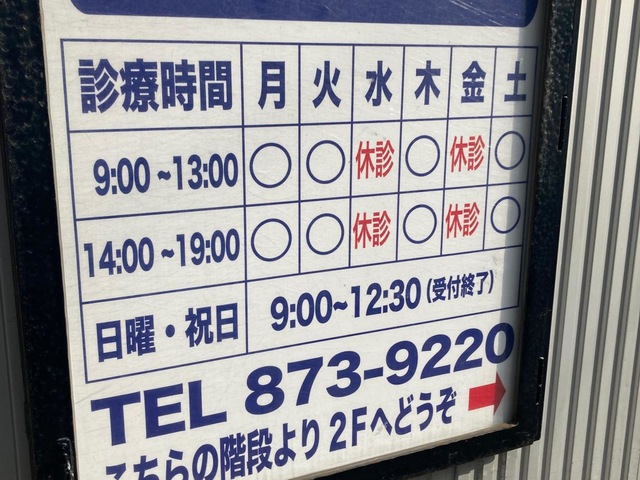 診療時間 月 火 水 木 金 土
9:00~13:00 ○ ○ 休診 ○ 休診 ○
14:00~19:00 ○ ○ 休診 ○ 休診 ○
日曜・祝日 9:00~12:30(受付終了)
TEL 873-9220
こちらの階段より2Fへどうぞ